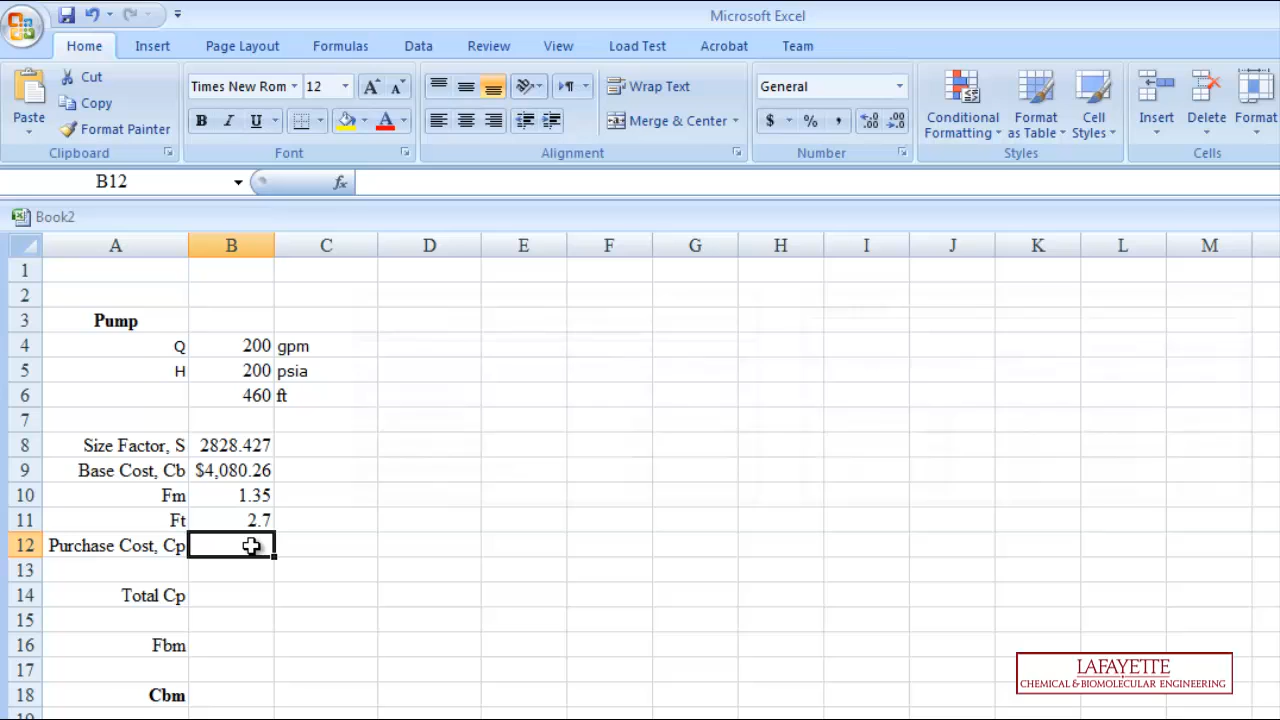 Microsoft Excel
Home Insert Page Layout Formulas Data Review View Load Test Acrobat Team
Paste
Cut
Copy
Format Painter
Clipboard
Times New Rom 12 A A
B I U A
Font
Wrap Text
Merge & Center
Alignment
General
$ % , .00 .00
Number
Conditional Formatting
Format as Table
Cell Styles
Styles
Insert Delete Format
Cells
B12 fx
Book2
A B C D E F G H I J K L M
1
2
3 Pump
4 Q 200 gpm
5 H 200 psia
6 460 ft
7
8 Size Factor, S 2828.427
9 Base Cost, Cb $4,080.26
10 Fm 1.35
11 Ft 2.7
12 Purchase Cost, Cp
13
14 Total Cp
15
16 Fbm
17
18 Cbm
LAFAYETTE
CHEMICAL & BIOMOLECULAR ENGINEERING